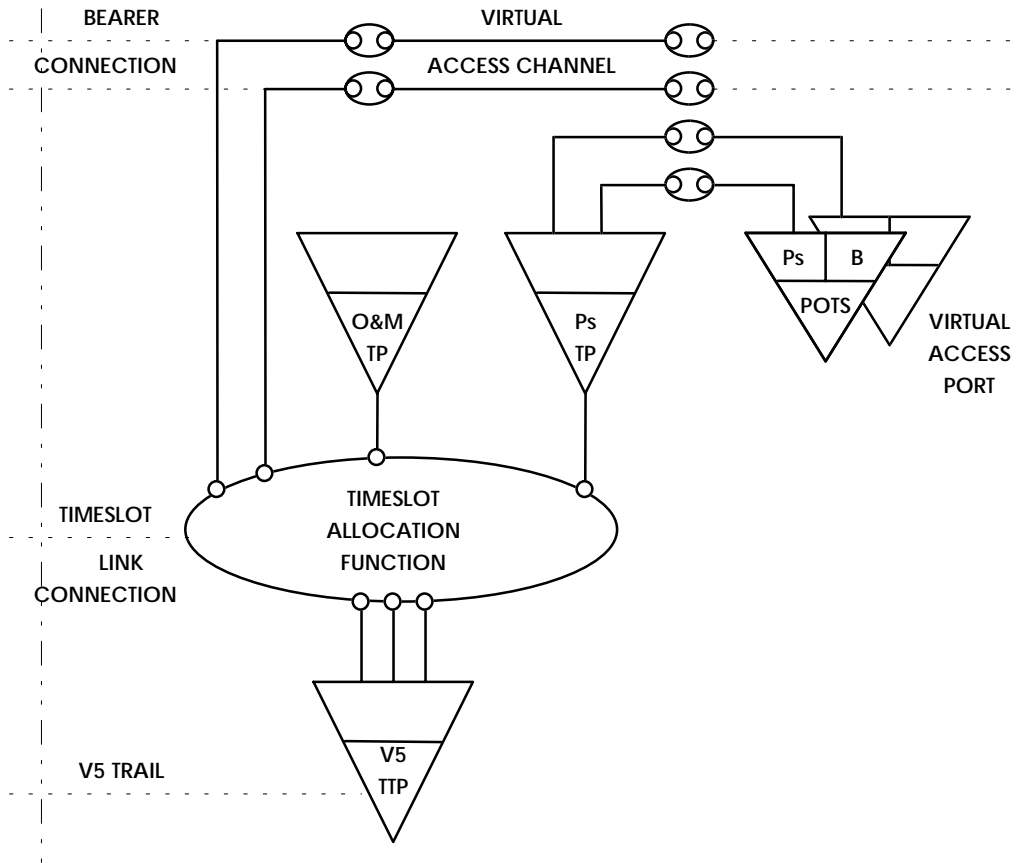 BEARER
VIRTUAL
CONNECTION
ACCESS CHANNEL
Ps
B
POTS
O&M
TP
Ps
TP
VIRTUAL
ACCESS
PORT
TIMESLOT
ALLOCATION
FUNCTION
TIMESLOT
LINK
CONNECTION
V5
TTP
V5 TRAIL